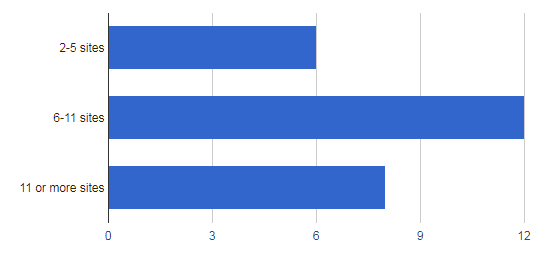 2-5 sites
6-11 sites
11 or more sites
0 3 6 9 12